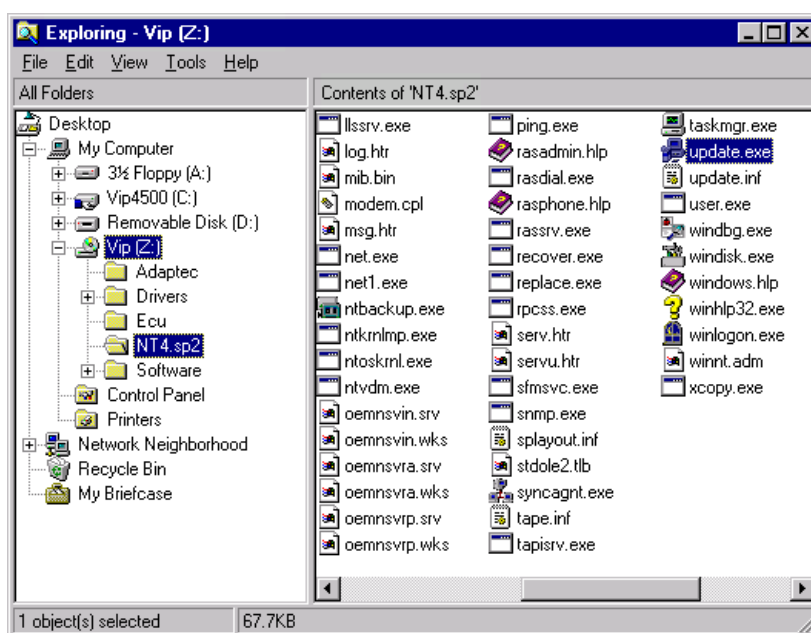 Exploring - Vip (Z:)
File Edit View Tools Help
All Folders
Contents of 'NT4.sp2'
Desktop
My Computer
3½ Floppy (A:)
Vip4500 (C:)
Removable Disk (D:)
Vip (Z:)
Adaptec
Drivers
Ecu
NT4.sp2
Software
Control Panel
Printers
Network Neighborhood
Recycle Bin
My Briefcase
llssrv.exe
log.htr
mib.bin
modem.cpl
msg.htr
net.exe
net1.exe
ntbackup.exe
ntkrnlmp.exe
ntoskrnl.exe
ntvdm.exe
oemnsvin.srv
oemnsvin.wks
oemnsvra.srv
oemnsvra.wks
oemnsvrp.srv
oemnsvrp.wks
ping.exe
rasadmin.hlp
rasdial.exe
rasphone.hlp
rassrv.exe
recover.exe
replace.exe
rpcss.exe
serv.htr
servu.htr
sfmsvc.exe
snmp.exe
splayout.inf
stdole2.tlb
syncagnt.exe
tape.inf
tapisrv.exe
taskmgr.exe
update.exe
update.inf
user.exe
windbg.exe
windisk.exe
windows.hlp
winhlp32.exe
winlogon.exe
winnt.adm
xcopy.exe
1 object(s) selected
67.7KB